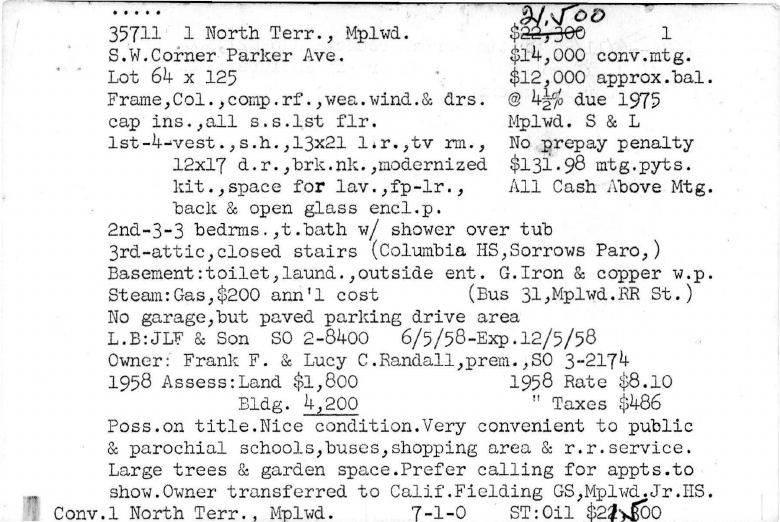 .....
21,500
35711 1 North Terr., Mplwd. $22,300 1
S.W.Corner Parker Ave. $14,000 conv.mtg.
Lot 64 x 125 $12,000 approx.bal.
Frame,Col.,comp.rf.,wea.wind.& drs. @ 4½% due 1975
cap ins.,all s.s.lst flr. Mplwd. S & L
lst-4-vest.,s.h.,13x21 l.r.,tv rm., No prepay penalty
12x17 d.r.,brk.nk.,modernized $131.98 mtg.pyts.
kit.,space for lav.,fp-lr., All Cash Above Mtg.
back & open glass encl.p.
2nd-3-3 bedrms.,t.bath w/ shower over tub
3rd-attic,closed stairs (Columbia HS,Sorrows Paro,)
Basement:toilet,laund.,outside ent. G.Iron & copper w.p.
Steam:Gas,$200 ann'l cost (Bus 31,Mplwd.RR St.)
No garage,but paved parking drive area
L.B:JLF & Son SO 2-8400 6/5/58-Exp.12/5/58
Owner: Frank F. & Lucy C.Randall,prem.,SO 3-2174
1958 Assess:Land $1,800 1958 Rate $8.10
Bldg. 4,200 " Taxes $486
Poss.on title.Nice condition.Very convenient to public
& parochial schools,buses,shopping area & r.r.service.
Large trees & garden space.Prefer calling for appts.to
show.Owner transferred to Calif.Fielding GS,Mplwd.Jr.HS.
Conv.1 North Terr., Mplwd. 7-1-0 ST:Oil